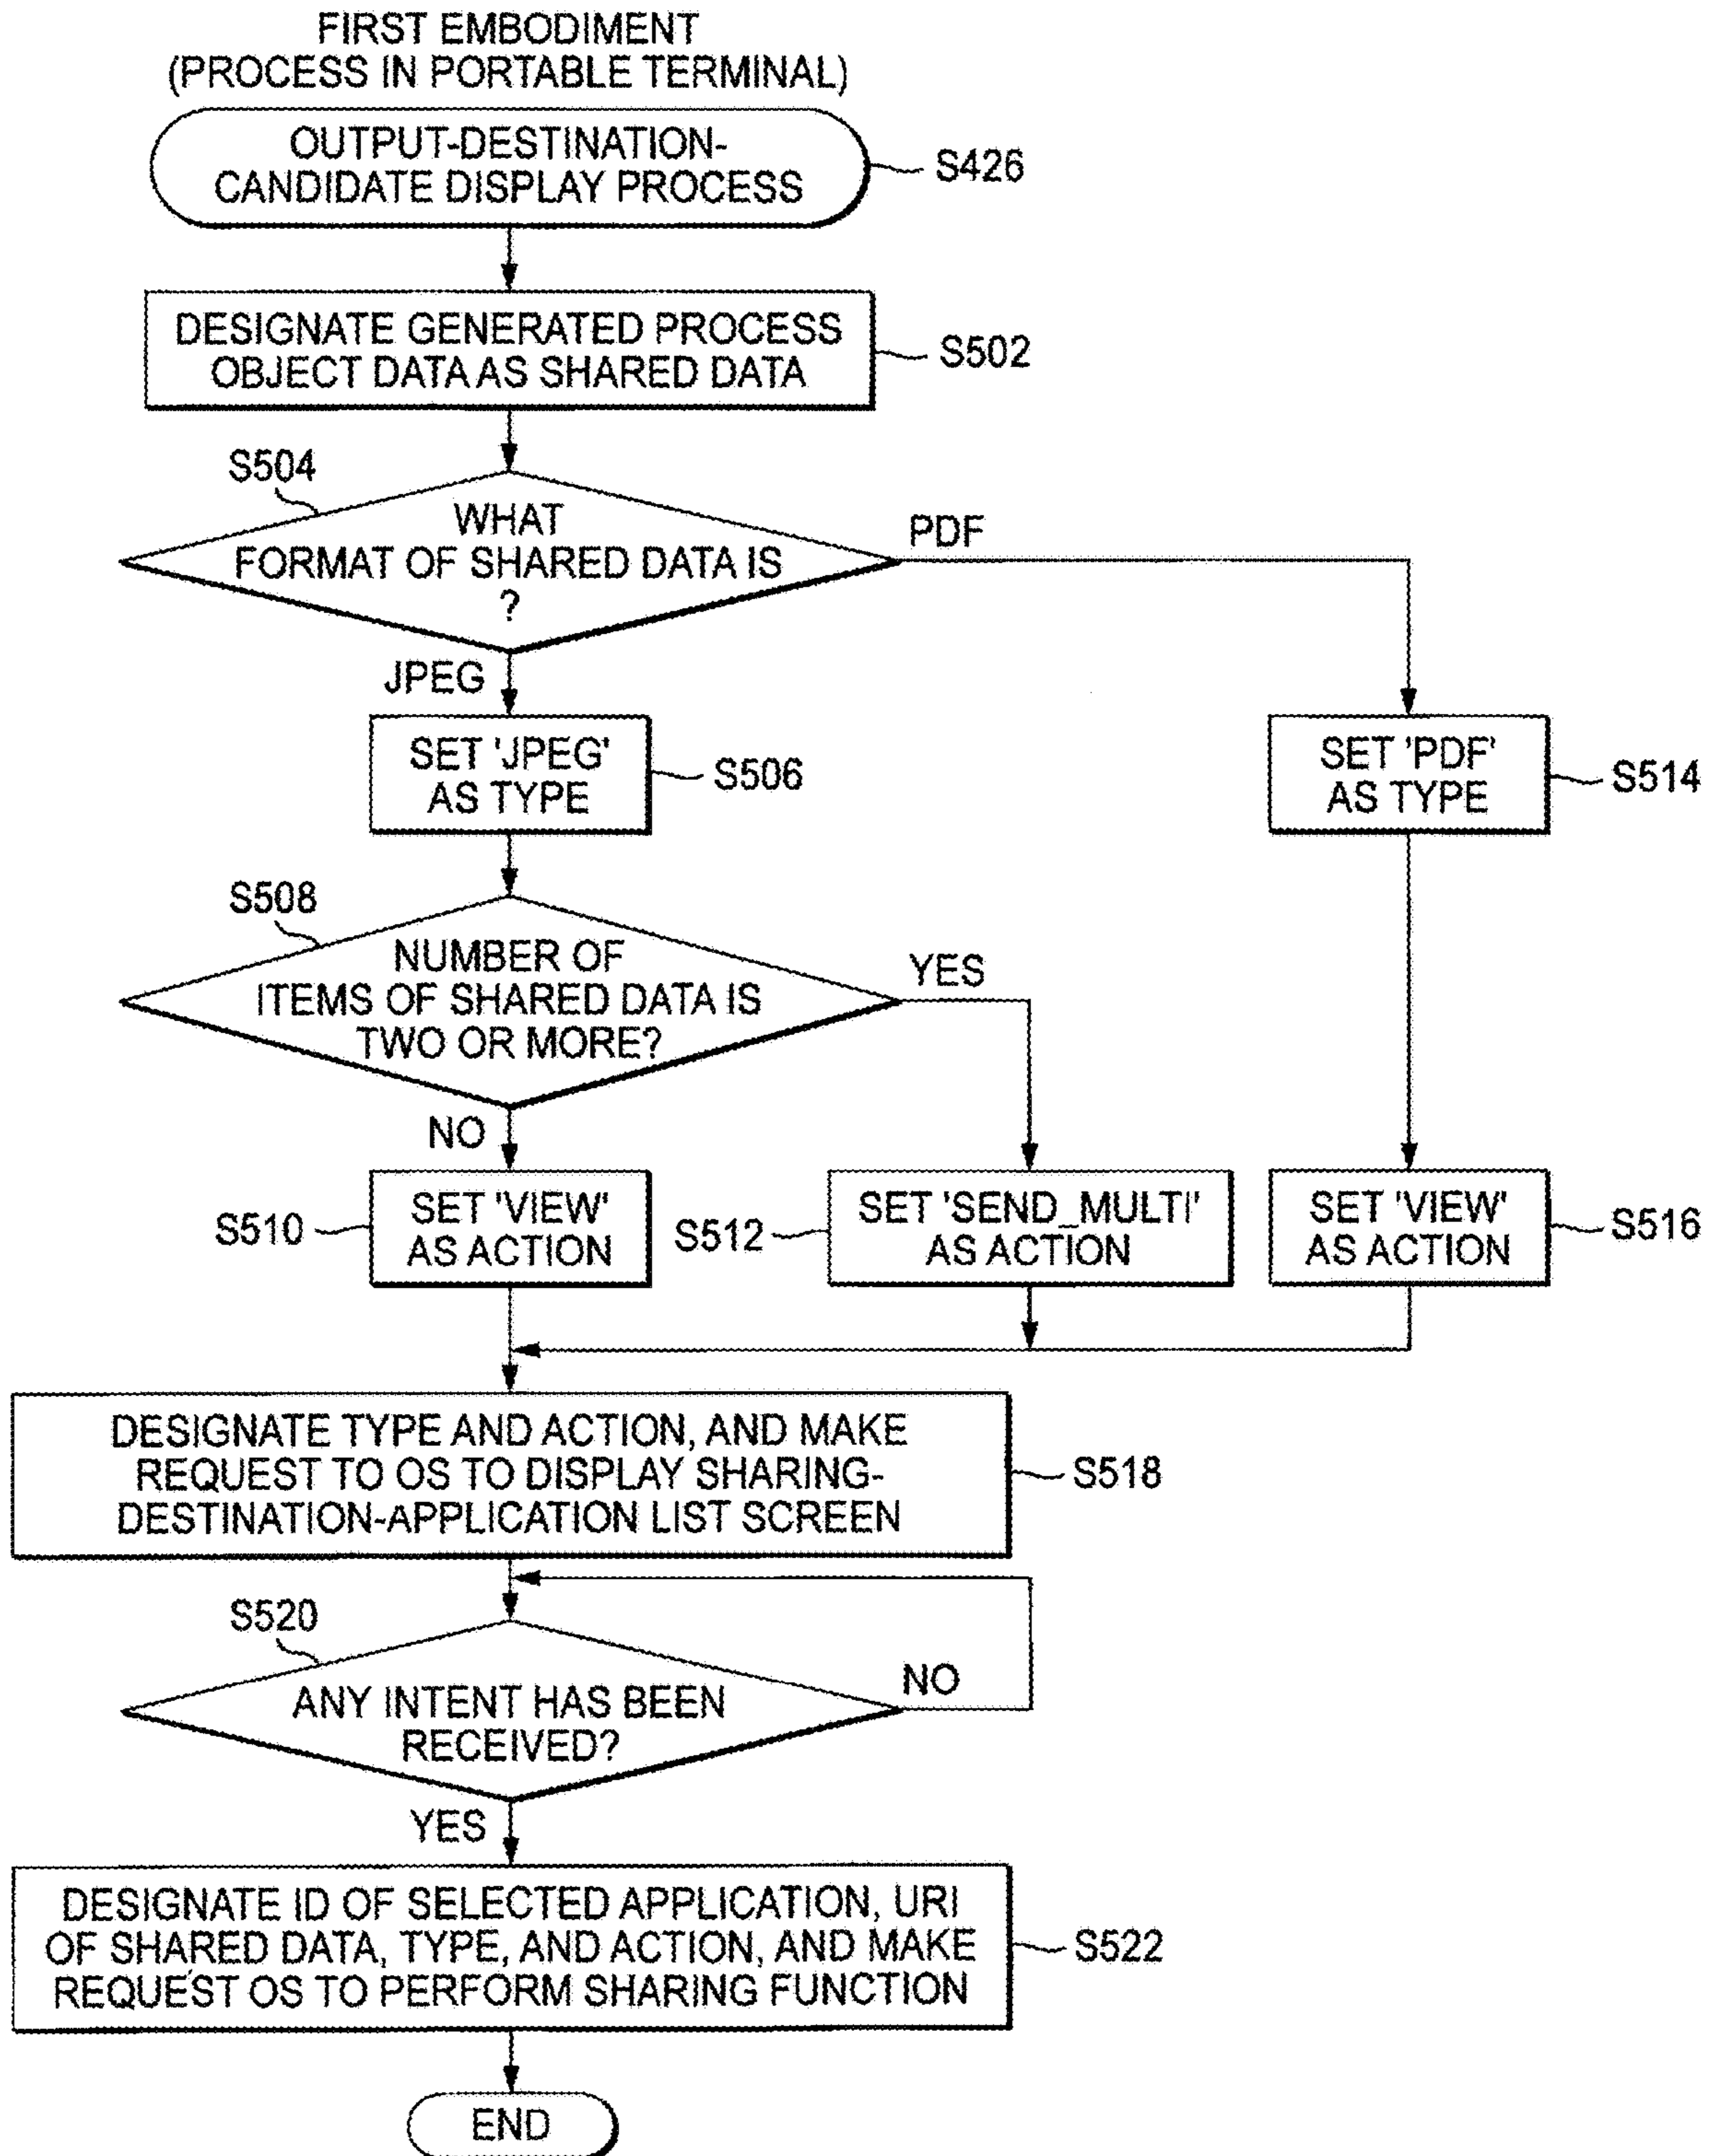 FIRST EMBODIMENT
(PROCESS IN PORTABLE TERMINAL)
OUTPUT-DESTINATION-
CANDIDATE DISPLAY PROCESS
S426
DESIGNATE GENERATED PROCESS
OBJECT DATA AS SHARED DATA
S502
S504
WHAT
FORMAT OF SHARED DATA IS
?
PDF
JPEG
SET 'JPEG'
AS TYPE
S506
SET 'PDF'
AS TYPE
S514
S508
NUMBER OF
ITEMS OF SHARED DATA IS
TWO OR MORE?
YES
NO
S510
SET 'VIEW'
AS ACTION
S512
SET 'SEND_MULTI'
AS ACTION
SET 'VIEW'
AS ACTION
S516
DESIGNATE TYPE AND ACTION, AND MAKE
REQUEST TO OS TO DISPLAY SHARING-
DESTINATION-APPLICATION LIST SCREEN
S518
S520
ANY INTENT HAS BEEN
RECEIVED?
NO
YES
DESIGNATE ID OF SELECTED APPLICATION, URI
OF SHARED DATA, TYPE, AND ACTION, AND MAKE
REQUEST OS TO PERFORM SHARING FUNCTION
S522
END